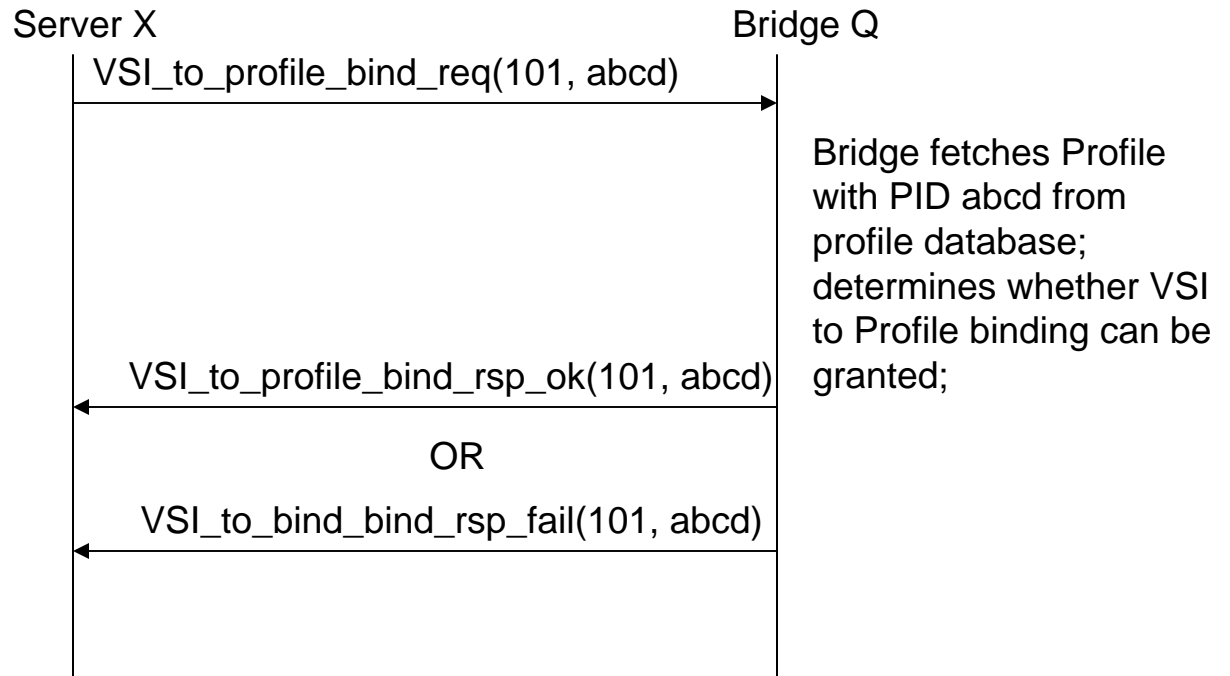 Server X
Bridge Q
VSI_to_profile_bind_req(101, abcd)
Bridge fetches Profile
with PID abcd from
profile database;
determines whether VSI
to Profile binding can be
granted;
VSI_to_profile_bind_rsp_ok(101, abcd)
OR
VSI_to_bind_bind_rsp_fail(101, abcd)